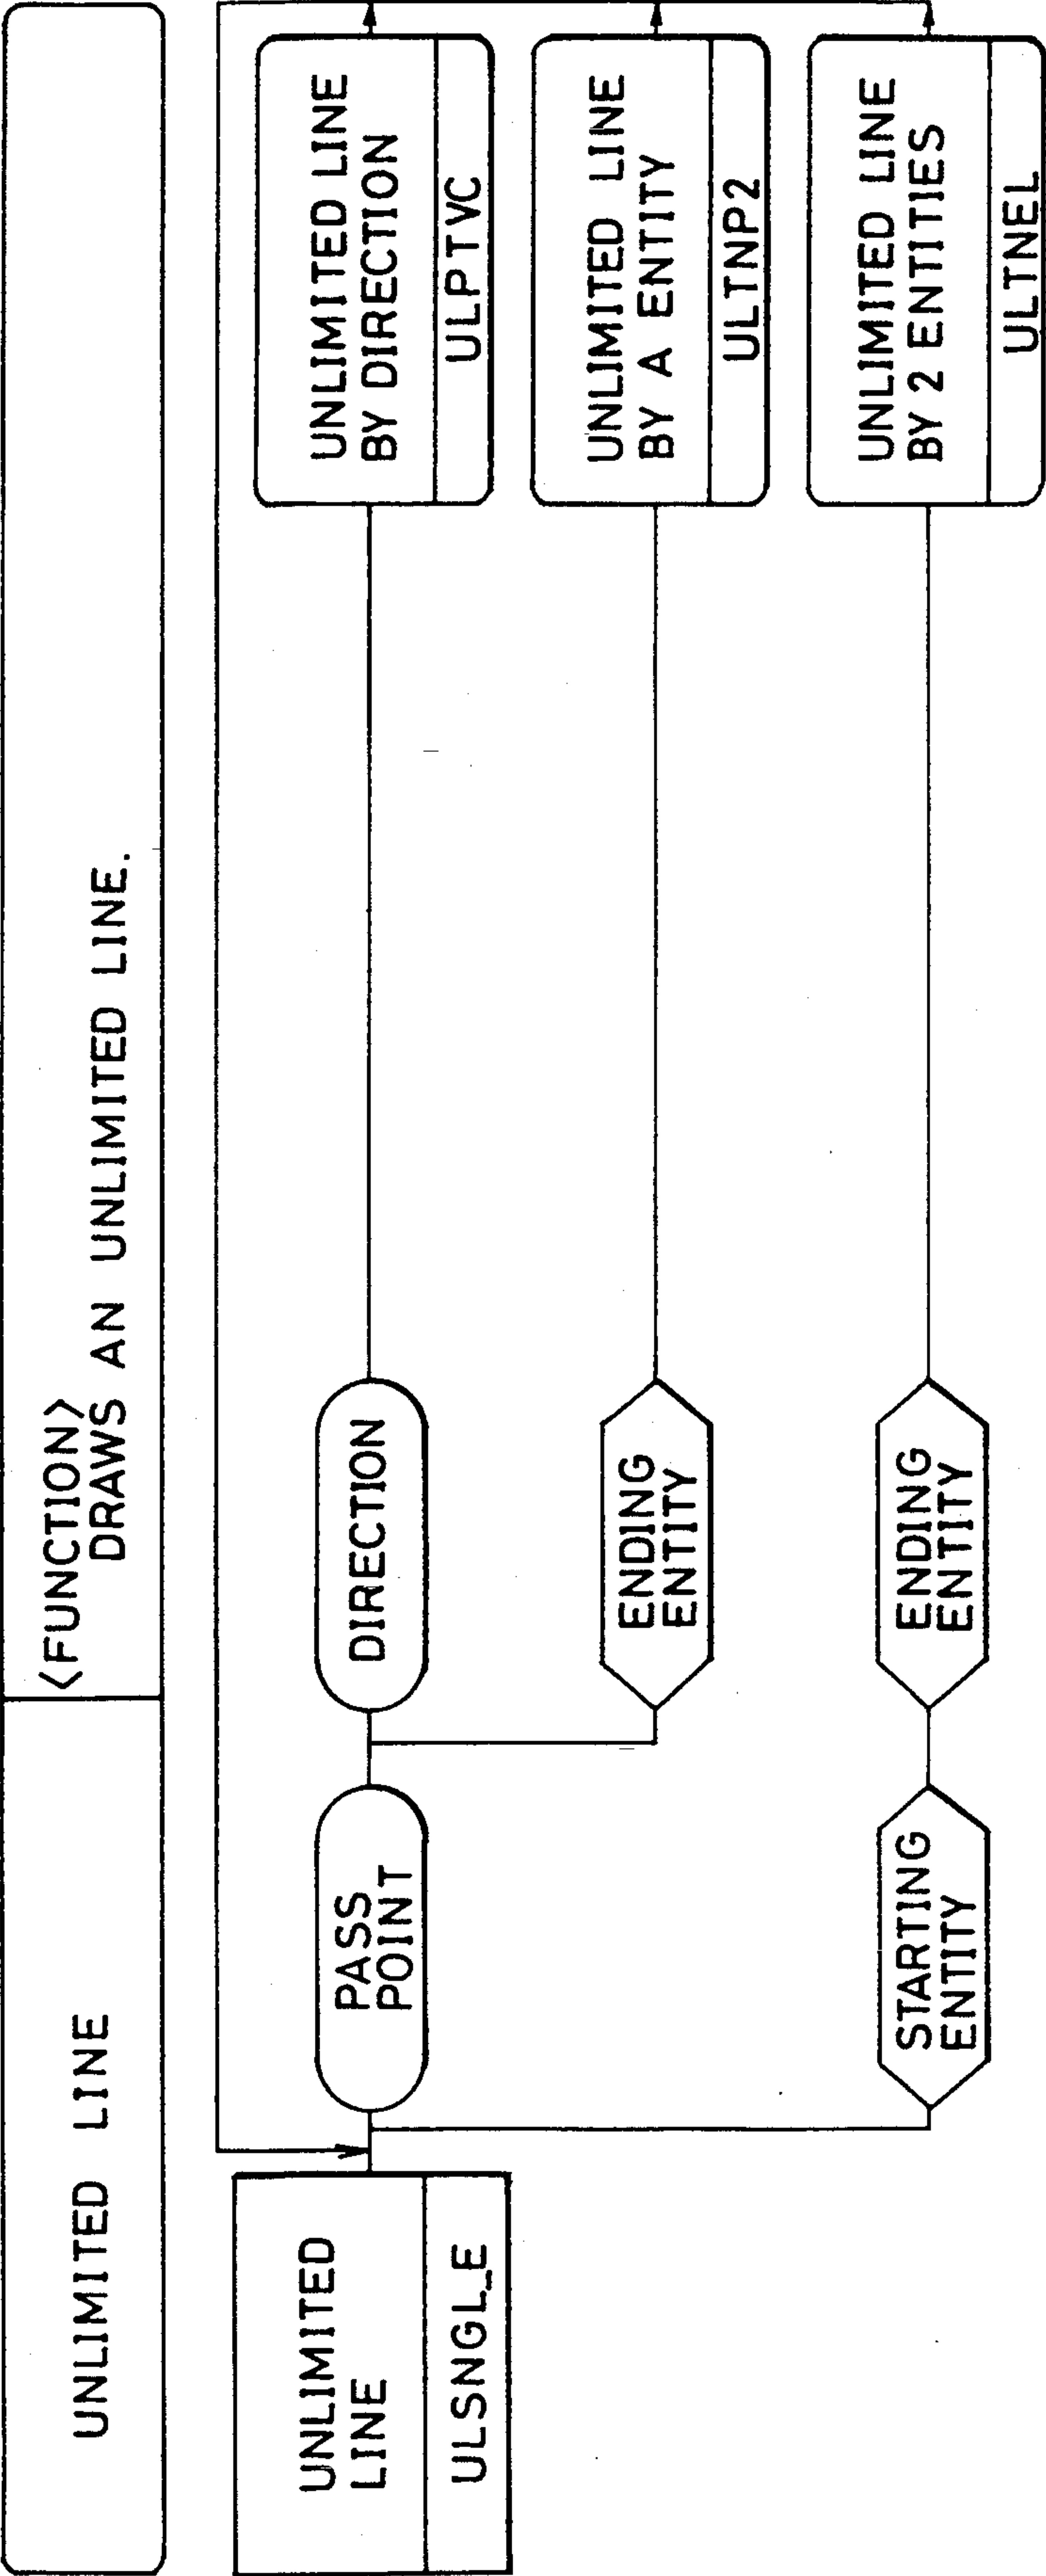 UNLIMITED LINE
<FUNCTION>
DRAWS AN UNLIMITED LINE.
UNLIMITED
LINE
ULSNGL_E
PASS
POINT
DIRECTION
UNLIMITED LINE
BY DIRECTION
ULPTVC
ENDING
ENTITY
UNLIMITED LINE
BY A ENTITY
ULTNP2
STARTING
ENTITY
ENDING
ENTITY
UNLIMITED LINE
BY 2 ENTITIES
ULTNEL